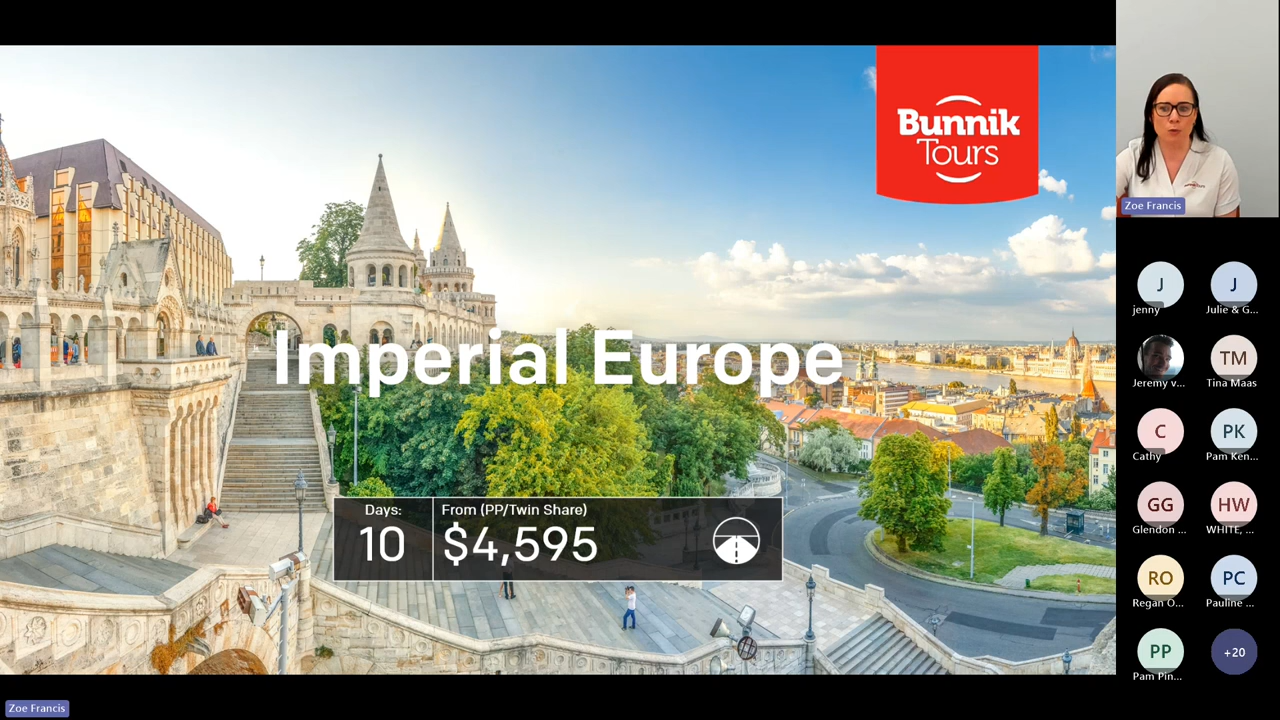 Bunnik
Tours
Imperial Europe
Days:
10
From (PP/Twin Share)
$4,595
Zoe Francis
Zoe Francis
J
jenny
J
Julie & G...
Jeremy v...
TM
Tina Maas
C
Cathy
PK
Pam Ken...
GG
Glendon ...
HW
WHITE, ...
RO
Regan O...
PC
Pauline ...
PP
Pam Pin...
+20